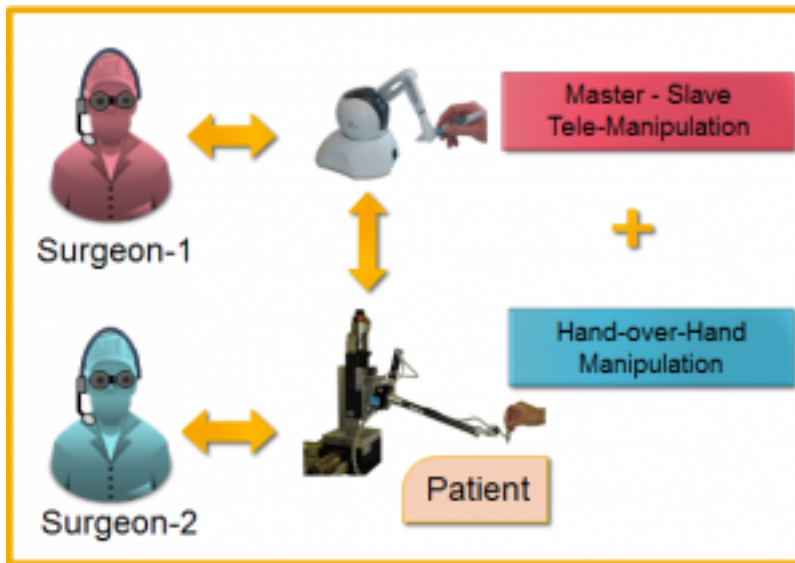 Master - Slave
Tele-Manipulation
Surgeon-1
+
Hand-over-Hand
Manipulation
Patient
Surgeon-2